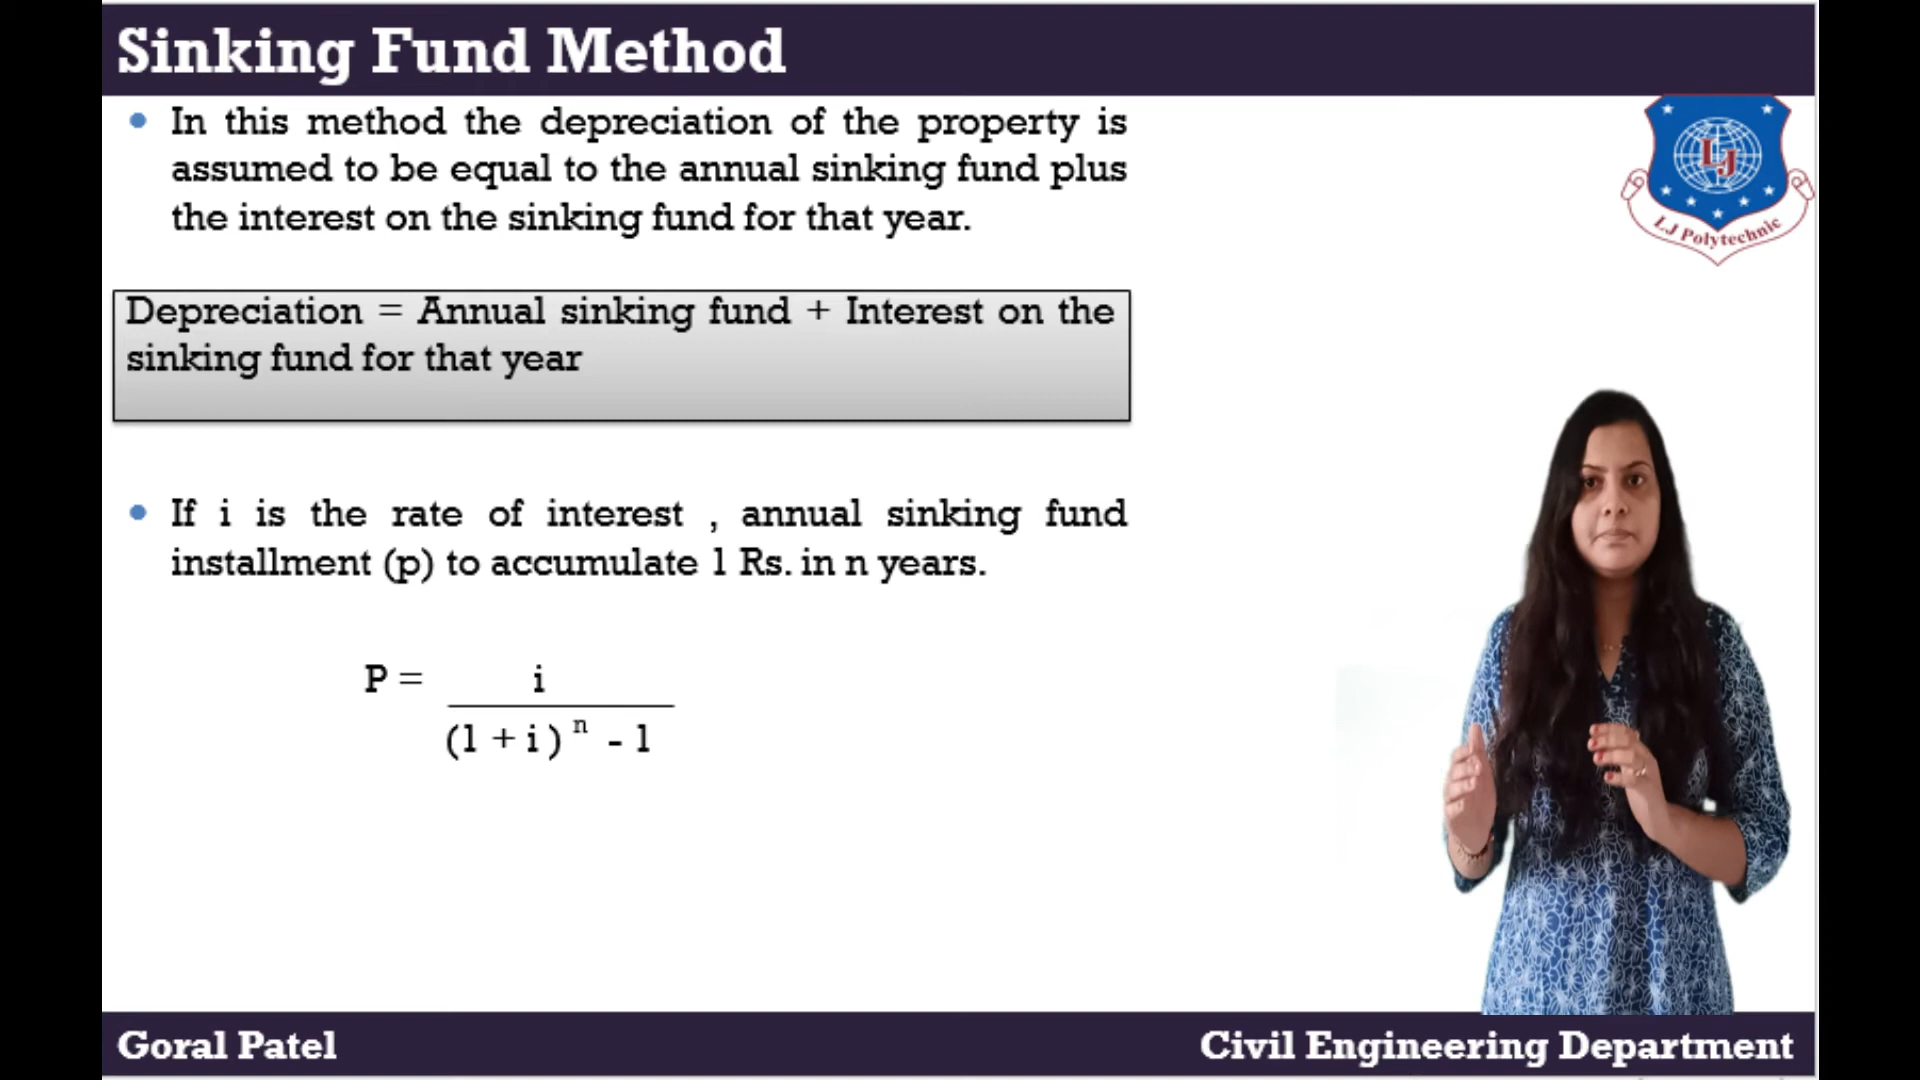 Sinking Fund Method
• In this method the depreciation of the property is
assumed to be equal to the annual sinking fund plus
the interest on the sinking fund for that year.
LJ
LJ Polytechnic
Depreciation = Annual sinking fund + Interest on the
sinking fund for that year
• If i is the rate of interest , annual sinking fund
installment (p) to accumulate 1 Rs. in n years.
P = i
(1 + i) ⁿ - 1
Goral Patel
Civil Engineering Department